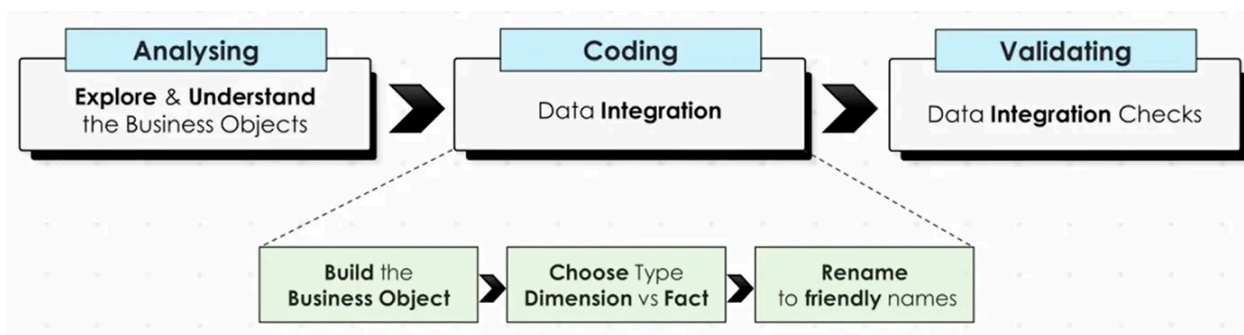 Analysing
Explore & Understand
the Business Objects
Coding
Data Integration
Validating
Data Integration Checks
Build the
Business Object
Choose Type
Dimension vs Fact
Rename
to friendly names